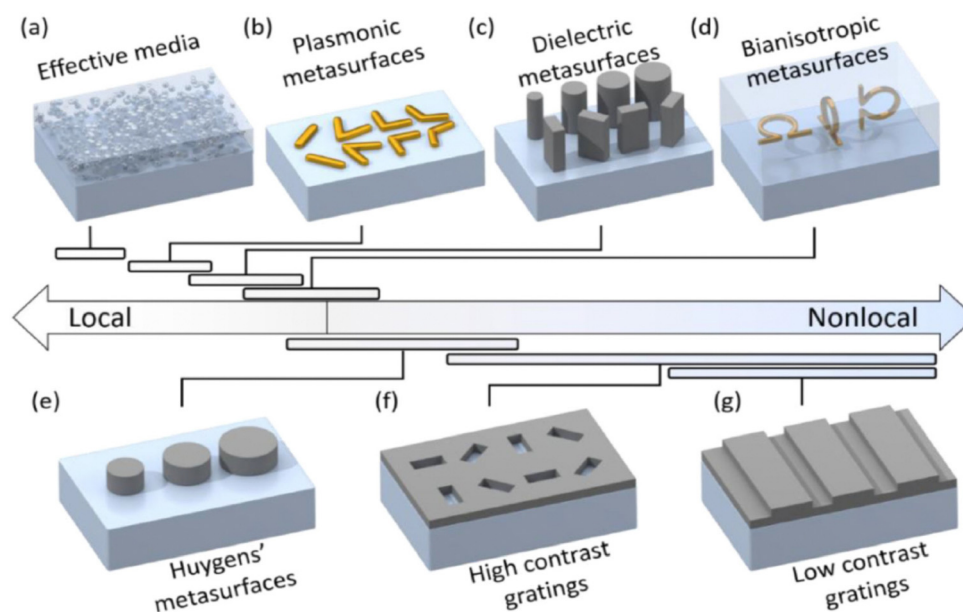 (a)
Effective media
(b)
Plasmonic
metasurfaces
(c)
Dielectric
metasurfaces
(d)
Bianisotropic
metasurfaces
Local
Nonlocal
(e)
Huygens’
metasurfaces
(f)
High contrast
gratings
(g)
Low contrast
gratings